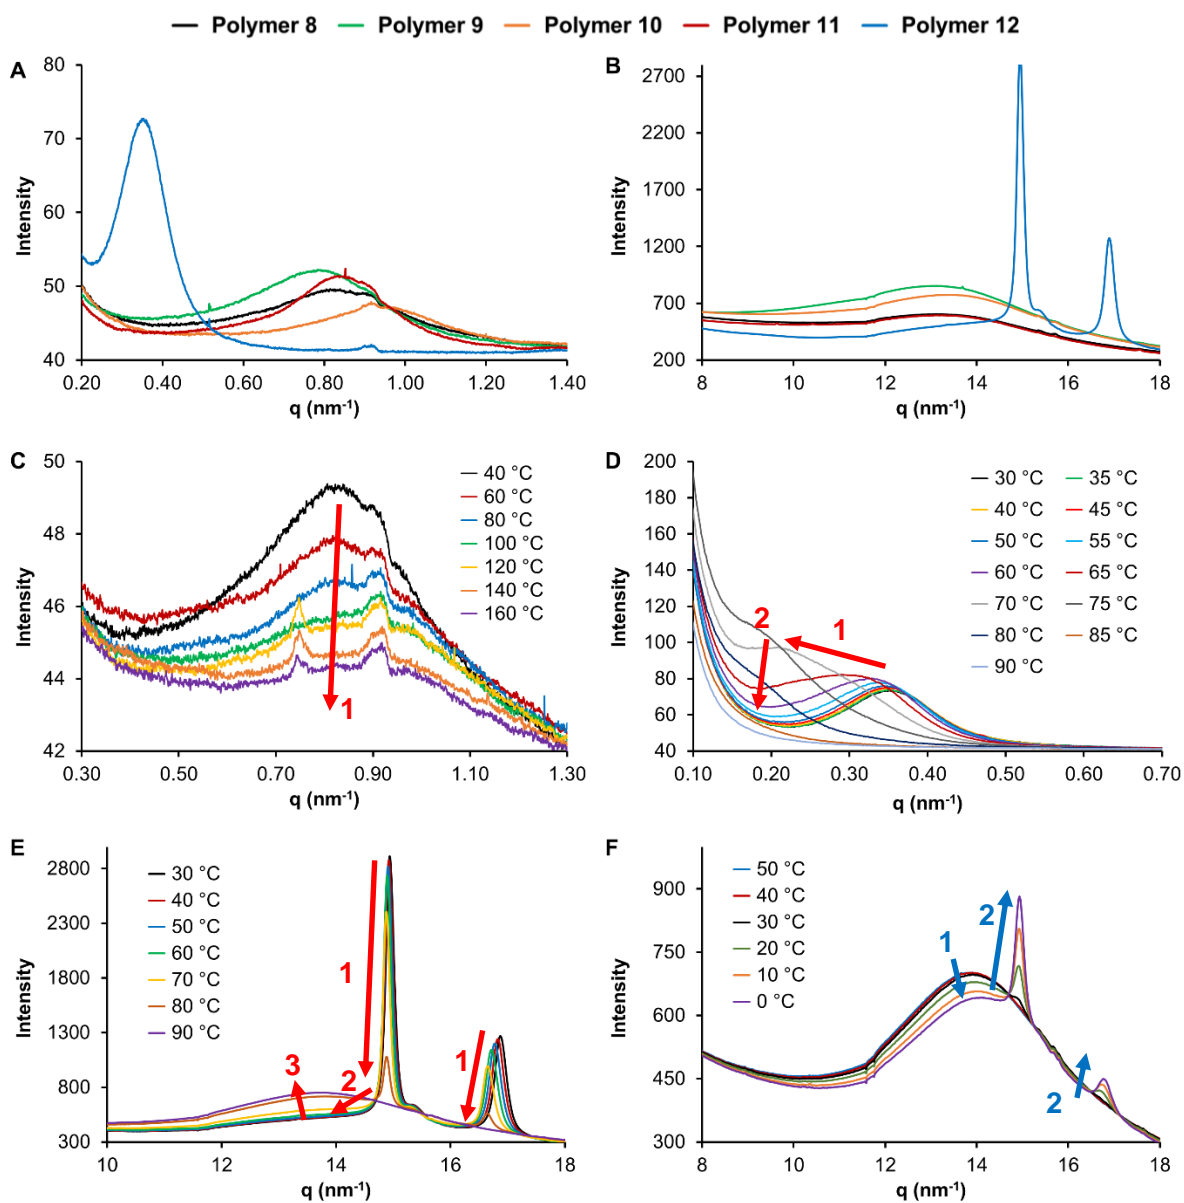 Polymer 8 Polymer 9 Polymer 10 Polymer 11 Polymer 12
A
80
70
60
50
40
0.20 0.40 0.60 0.80 1.00 1.20 1.40
Intensity
q (nm-1)
B
2700
2200
1700
1200
700
200
8 10 12 14 16 18
Intensity
q (nm-1)
C
50
48
46
44
42
0.30 0.50 0.70 0.90 1.10 1.30
Intensity
q (nm-1)
40 °C
60 °C
80 °C
100 °C
120 °C
140 °C
160 °C
1
D
200
180
160
140
120
100
80
60
40
0.10 0.20 0.30 0.40 0.50 0.60 0.70
Intensity
q (nm-1)
30 °C 35 °C
40 °C 45 °C
50 °C 55 °C
60 °C 65 °C
70 °C 75 °C
80 °C 85 °C
90 °C
2 1
E
2800
2300
1800
1300
800
300
10 12 14 16 18
Intensity
q (nm-1)
30 °C
40 °C
50 °C
60 °C
70 °C
80 °C
90 °C
1
1
3 2
F
900
750
600
450
300
8 10 12 14 16 18
Intensity
q (nm-1)
50 °C
40 °C
30 °C
20 °C
10 °C
0 °C
2
1
2